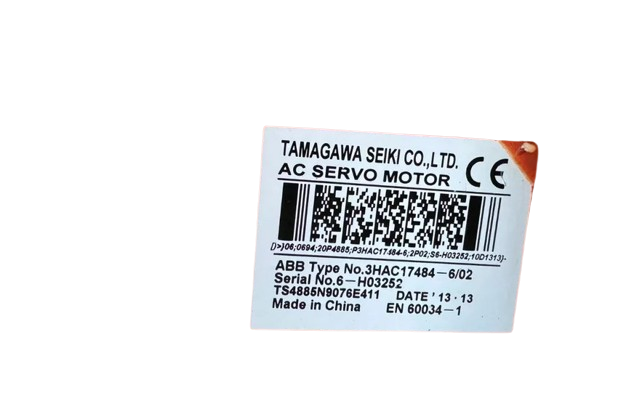 TAMAGAWA SEIKI CO.,LTD.
AC SERVO MOTOR CE
[)>}06;0694;20P4885;P3HAC17484-6;2P02;S6-H03252;10D1313}-
ABB Type No.3HAC17484-6/02
Serial No.6-H03252
TS4885N9076E411 DATE '13・13
Made in China EN 60034-1